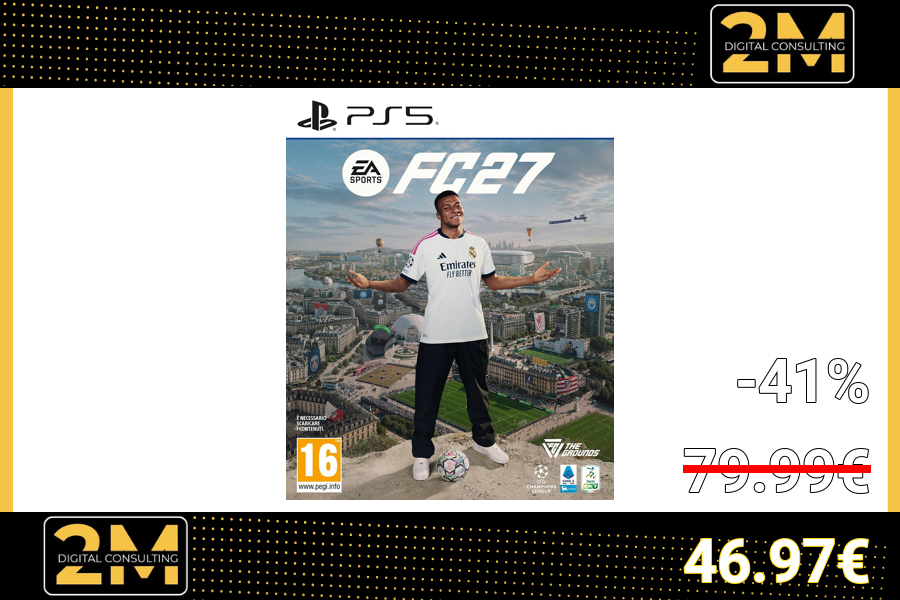 2M
DIGITAL CONSULTING
PS5
EA
SPORTS
FC27
Emirates
FLY BETTER
È NECESSARIO
SCARICARE
I CONTENUTI.
16
www.pegi.info
THE
GROUNDS
CHAMPIONS
LEAGUE
-41%
79.99€
2M
DIGITAL CONSULTING
46.97€